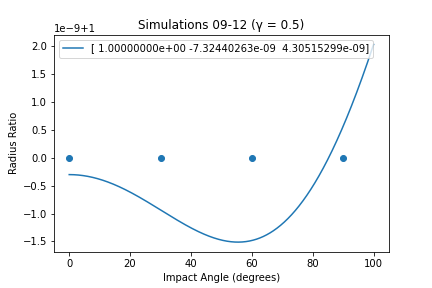 Simulations 09-12 (γ = 0.5)
1e−9+1
[ 1.00000000e+00 -7.32440263e-09  4.30515299e-09]
2.0
1.5
1.0
0.5
0.0
−0.5
−1.0
−1.5
Radius Ratio
0 20 40 60 80 100
Impact Angle (degrees)